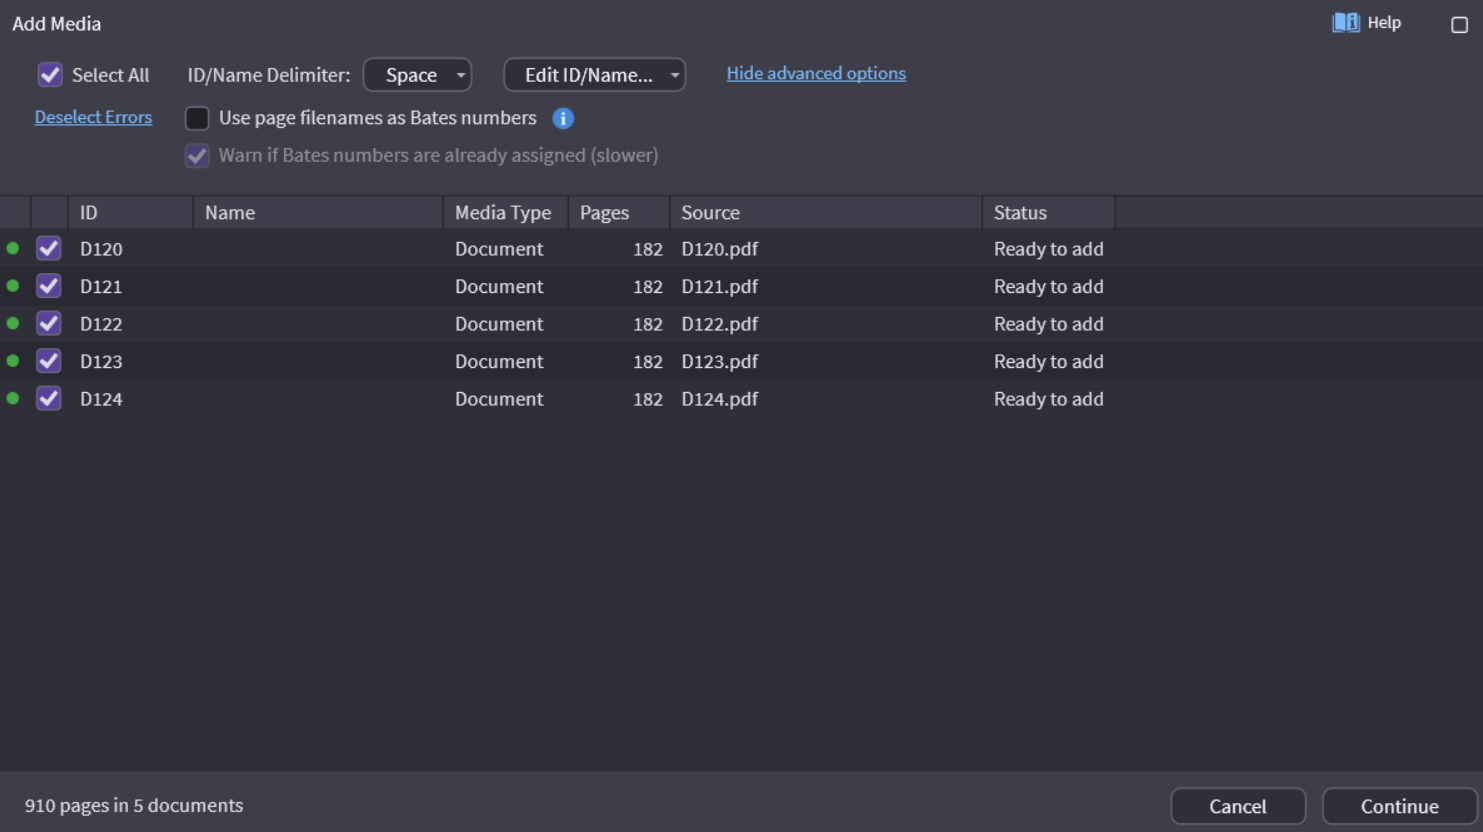 Add Media Help
Select All ID/Name Delimiter: Space Edit ID/Name... Hide advanced options
Deselect Errors Use page filenames as Bates numbers
Warn if Bates numbers are already assigned (slower)
ID Name Media Type Pages Source Status
D120 Document 182 D120.pdf Ready to add
D121 Document 182 D121.pdf Ready to add
D122 Document 182 D122.pdf Ready to add
D123 Document 182 D123.pdf Ready to add
D124 Document 182 D124.pdf Ready to add
910 pages in 5 documents Cancel Continue